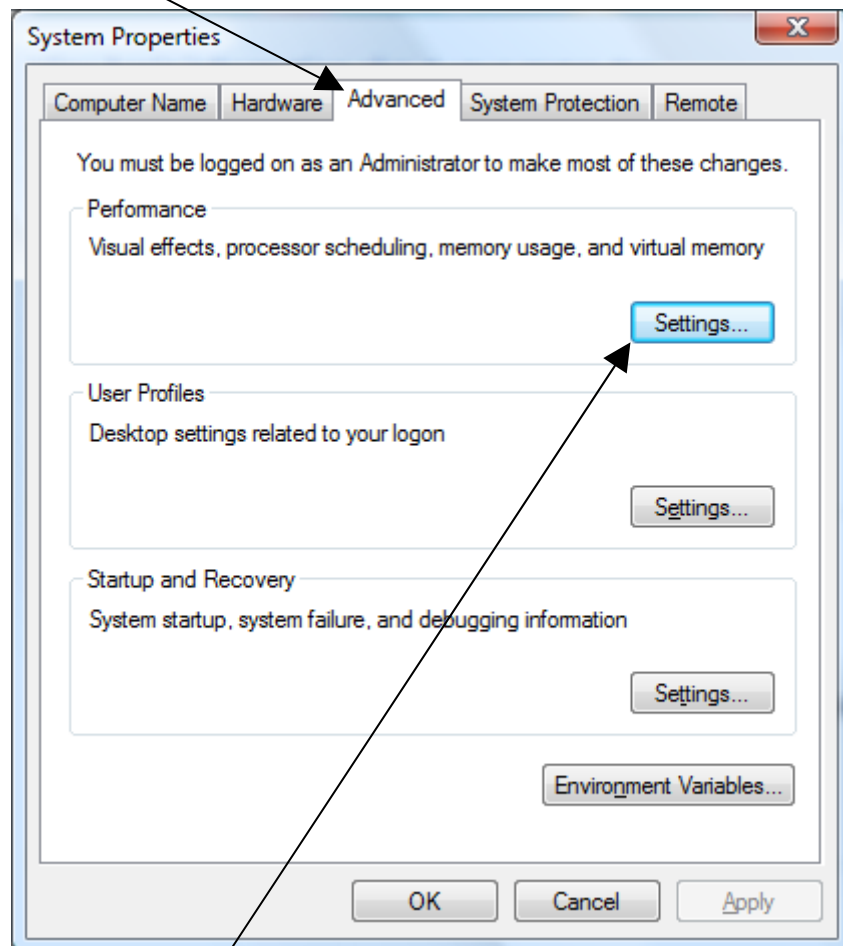 System Properties
Computer Name Hardware Advanced System Protection Remote
You must be logged on as an Administrator to make most of these changes.
Performance
Visual effects, processor scheduling, memory usage, and virtual memory
Settings...
User Profiles
Desktop settings related to your logon
Settings...
Startup and Recovery
System startup, system failure, and debugging information
Settings...
Environment Variables...
OK Cancel Apply